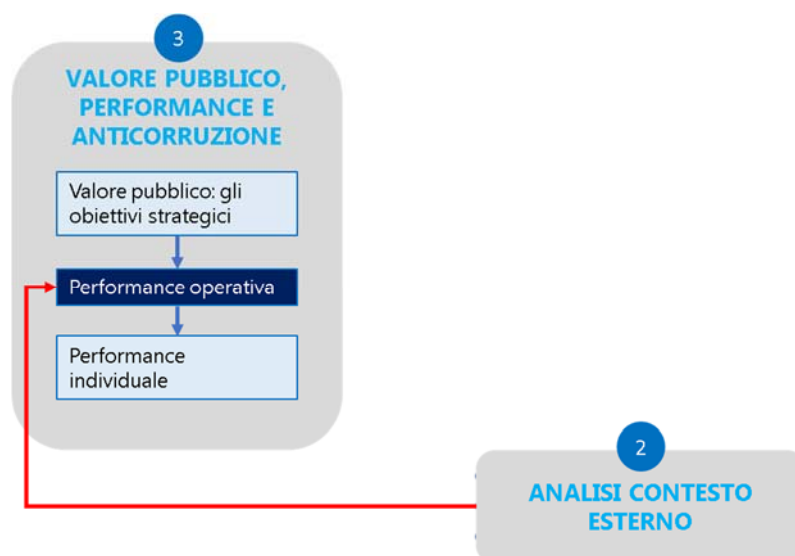 3
VALORE PUBBLICO,
PERFORMANCE E
ANTICORRUZIONE
Valore pubblico: gli
obiettivi strategici
Performance operativa
Performance
individuale
2
ANALISI CONTESTO
ESTERNO